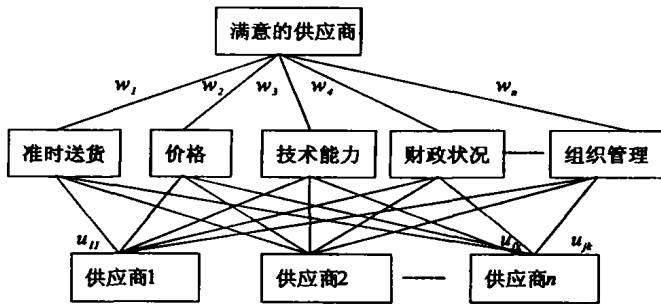 满意的供应商
w₁ w₂ w₃ w₄ wₙ
准时送货 价格 技术能力 财政状况 组织管理
u₁₁ uⱼₖ
供应商1 供应商2 供应商n